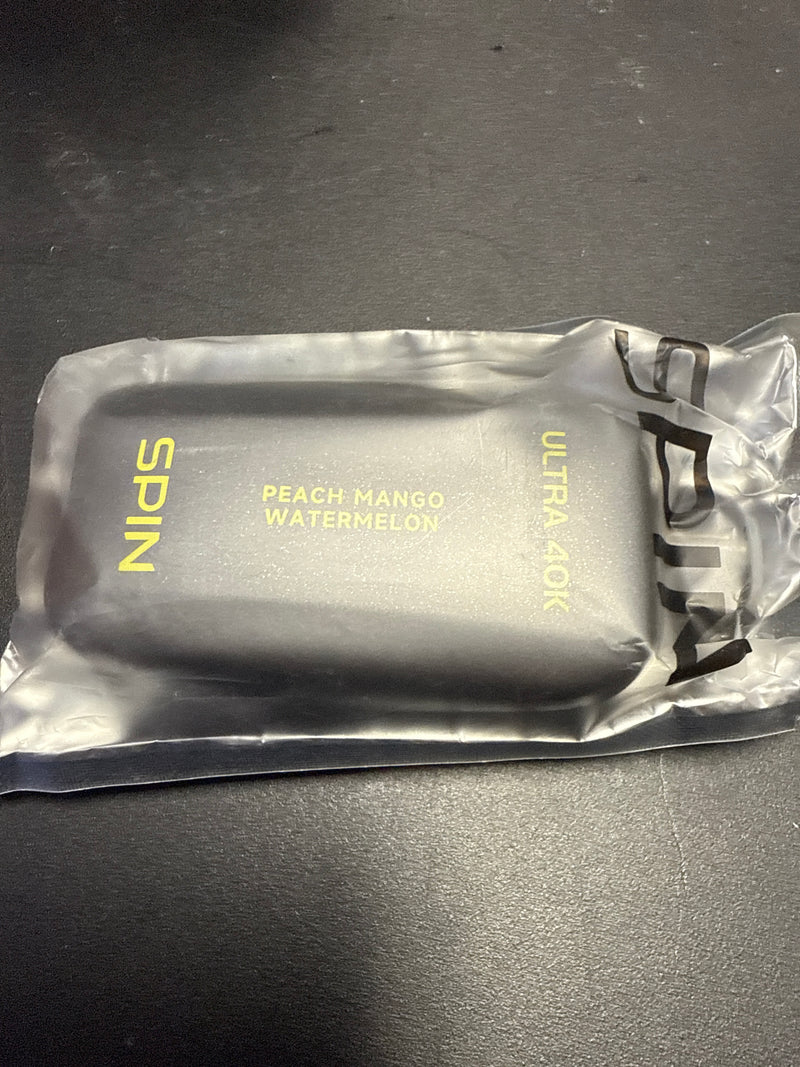 SPIN
PEACH MANGO
WATERMELON
ULTRA 40K
SPIN